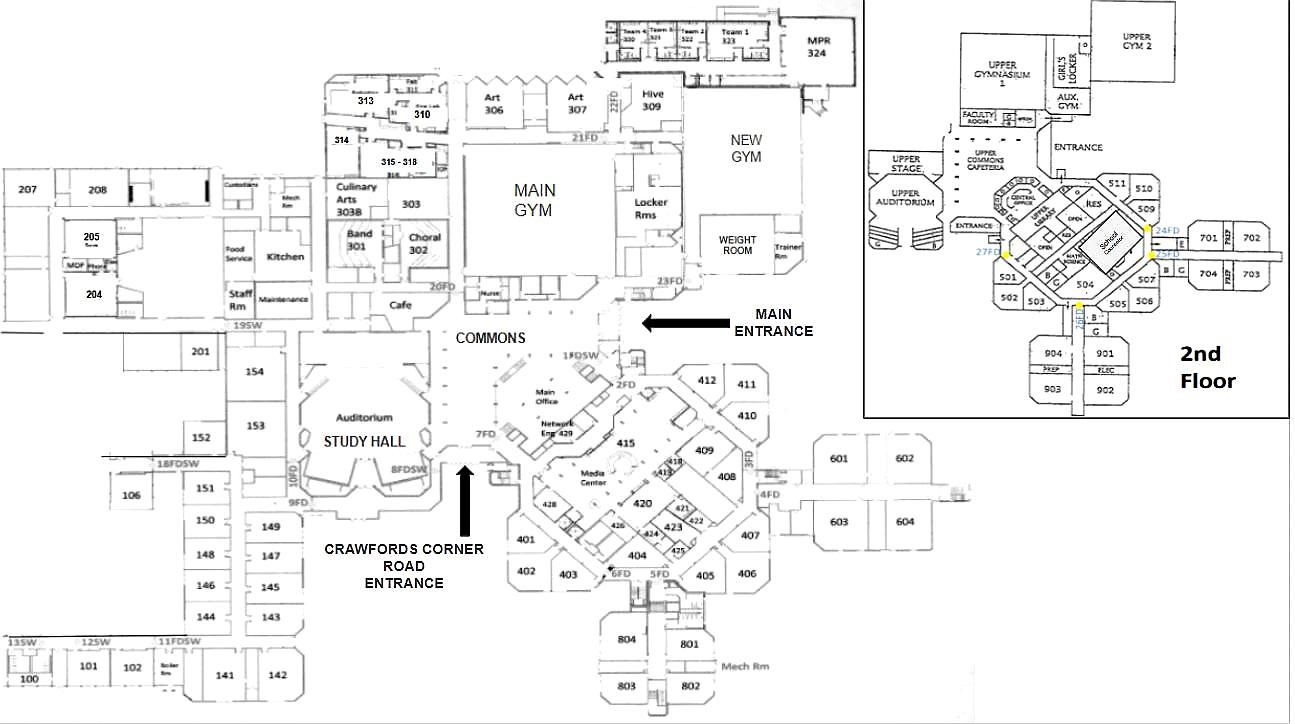 Team 4
320
Team 3
321
Team 2
322
Team 1
323
MPR
324
313
310
314
315 - 318
Art
306
Art
307
22FD
Hive
309
21FD
NEW
GYM
MAIN
GYM
Locker
Rms
WEIGHT
ROOM
Trainer
Rm
23FD
207
208
Custodians
Mech
Rm
Culinary
Arts
303B
303
205
MDF
204
Food
Service
Kitchen
Band
301
Choral
302
Staff
Rm
Maintenance
20FD
Nurse
Cafe
19SW
COMMONS
MAIN
ENTRANCE
201
154
153
152
Auditorium
STUDY HALL
1FDSW
2FD
Main
Office
Network
Eng 429
7FD
8FDSW
10FD
9FD
18FDSW
106
151
150
149
148
147
146
145
144
143
CRAWFORDS CORNER
ROAD
ENTRANCE
13SW
12SW
11FDSW
100
101
102
Boiler
Rm
141
142
412
411
410
415
409
408
3FD
418
419
Media
Center
420
421
422
423
424
425
426
428
401
402
403
404
405
406
407
6FD
5FD
4FD
601
602
603
604
804
801
803
802
Mech Rm
UPPER
GYM 2
UPPER
GYMNASIUM
1
GIRL'S
LOCKER
AUX.
GYM
FACULTY
ROOM
ENTRANCE
UPPER
COMMONS
CAFETERIA
UPPER
STAGE
UPPER
AUDITORIUM
G
B
CENTRAL
OFFICE
UPPER
LIBRARY
OPEN
RES
RES
OPEN
MATH
SCIENCE
School
Counselor
ENTRANCE
27FD
511
510
509
24FD
25FD
E
701
PREP
702
B
G
704
PREP
703
501
502
503
B
G
504
505
506
507
26FD
B
G
904
901
PREP
ELEC
903
902
2nd
Floor